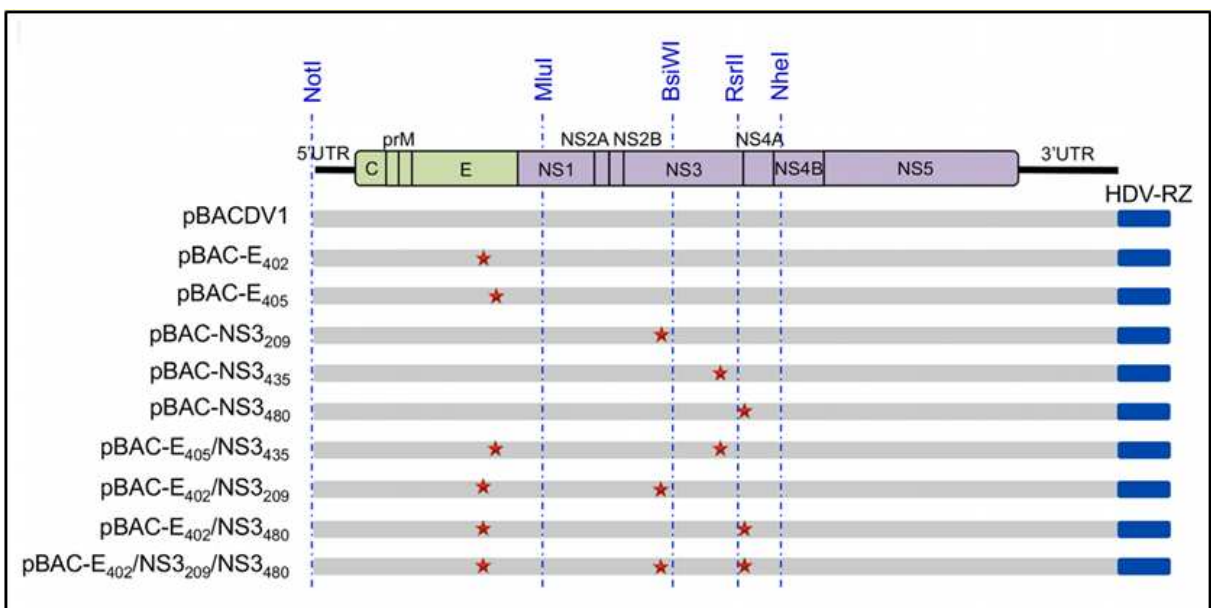 NotI
MluI
BsiWI
RsrII
NheI
5'UTR
prM
NS2A
NS2B
NS4A
3'UTR
C
E
NS1
NS3
NS4B
NS5
HDV-RZ
pBACDV1
pBAC-E402
pBAC-E405
pBAC-NS3209
pBAC-NS3435
pBAC-NS3480
pBAC-E405/NS3435
pBAC-E402/NS3209
pBAC-E402/NS3480
pBAC-E402/NS3209/NS3480